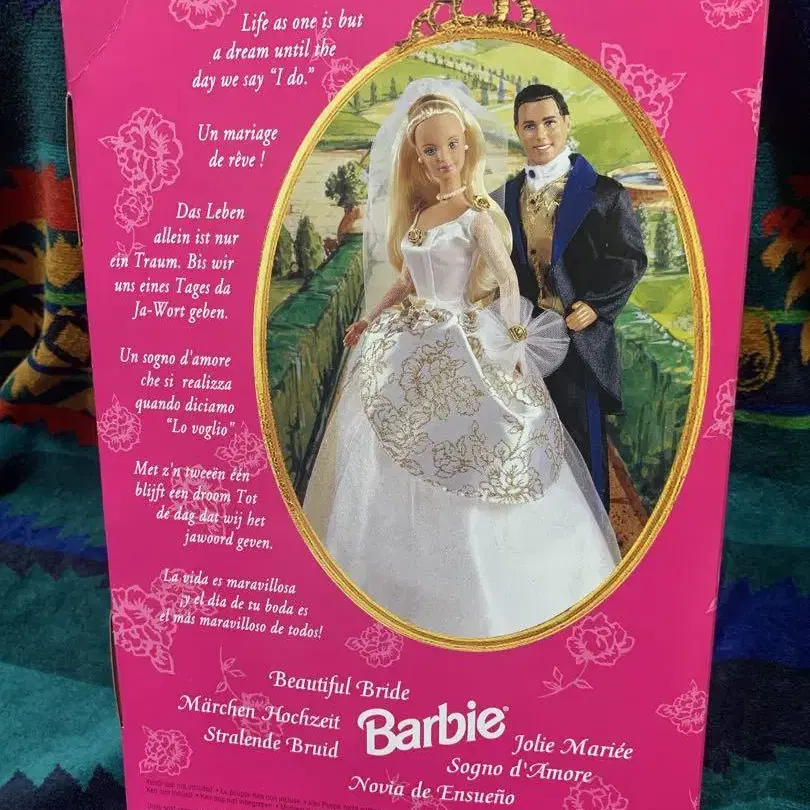 Life as one is but
a dream until the
day we say "I do."
Un mariage
de rêve !
Das Leben
allein ist nur
ein Traum. Bis wir
uns eines Tages da
Ja-Wort geben.
Un sogno d'amore
che si realizza
quando diciamo
"Lo voglio"
Met z'n tweeën één
blijft een droom Tot
de dag dat wij het
jawoord geven.
La vida es maravillosa
¡y el día de tu boda es
el más maravilloso de todos!
Beautiful Bride
Märchen Hochzeit
Stralende Bruid
Barbie®
Jolie Mariée
Sogno d'Amore
Novia de Ensueño